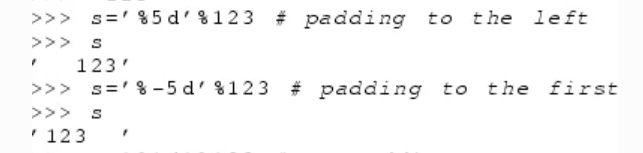 >>> s='%5d'%123 # padding to the left
>>> s
'  123'
>>> s='%-5d'%123 # padding to the first
>>> s
'123  '